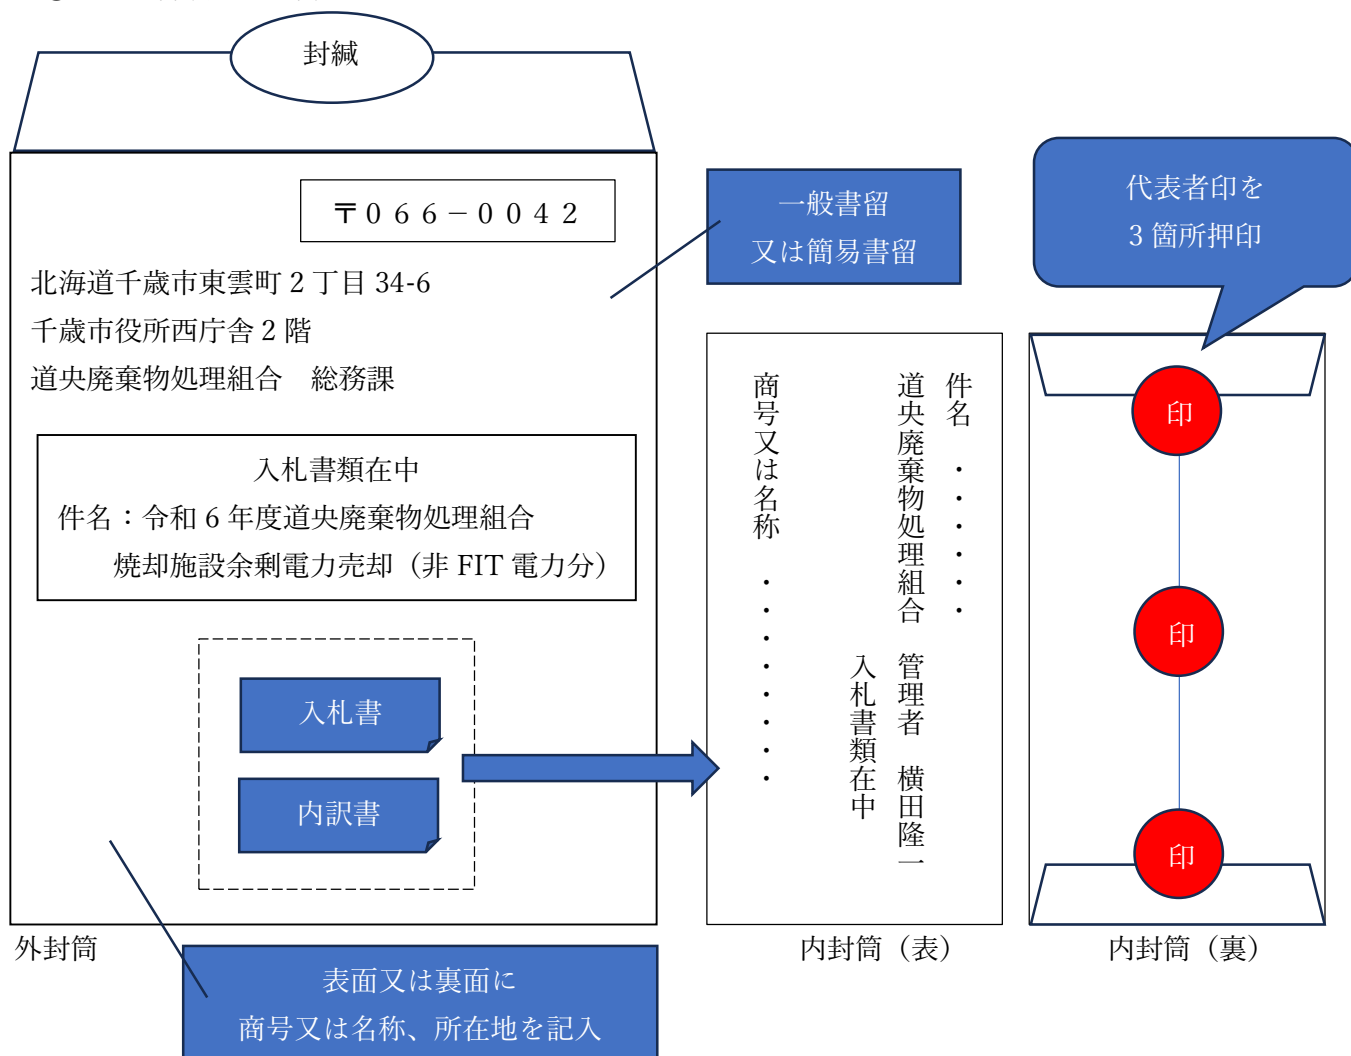 封緘
〒０６６－００４２
北海道千歳市東雲町２丁目 34-6
千歳市役所西庁舎２階
道央廃棄物処理組合　総務課
入札書類在中
件名：令和６年度道央廃棄物処理組合
焼却施設余剰電力売却（非 FIT 電力分）
入札書
内訳書
外封筒
表面又は裏面に
商号又は名称、所在地を記入
一般書留
又は簡易書留
件名　・・・・・・
道央廃棄物処理組合　管理者　横田隆一
入札書類在中
商号又は名称　・・・・・・・・
内封筒（表）
代表者印を
３箇所押印
印
印
印
内封筒（裏）